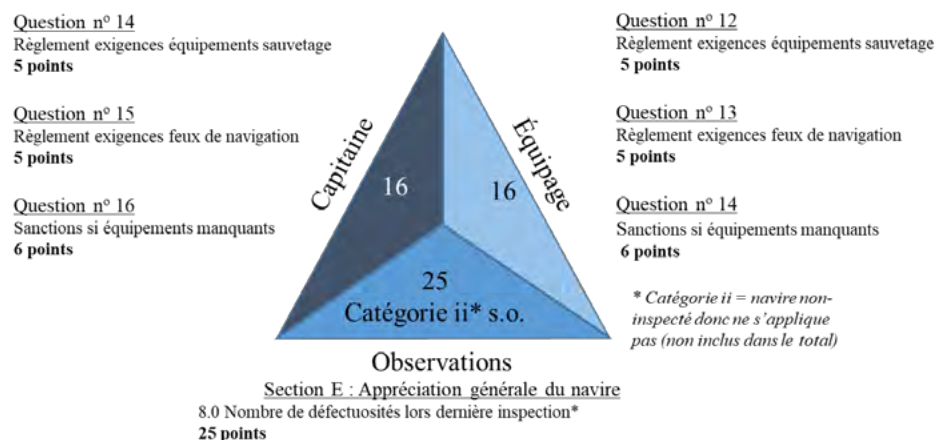 Question nº 14
Règlement exigences équipements sauvetage
5 points
Question nº 15
Règlement exigences feux de navigation
5 points
Question nº 16
Sanctions si équipements manquants
6 points
Capitaine
16
Équipage
16
25
Catégorie ii* s.o.
Question nº 12
Règlement exigences équipements sauvetage
5 points
Question nº 13
Règlement exigences feux de navigation
5 points
Question nº 14
Sanctions si équipements manquants
6 points
* Catégorie ii = navire non-
inspecté donc ne s'applique
pas (non inclus dans le total)
Observations
Section E : Appréciation générale du navire
8.0 Nombre de défectuosités lors dernière inspection*
25 points